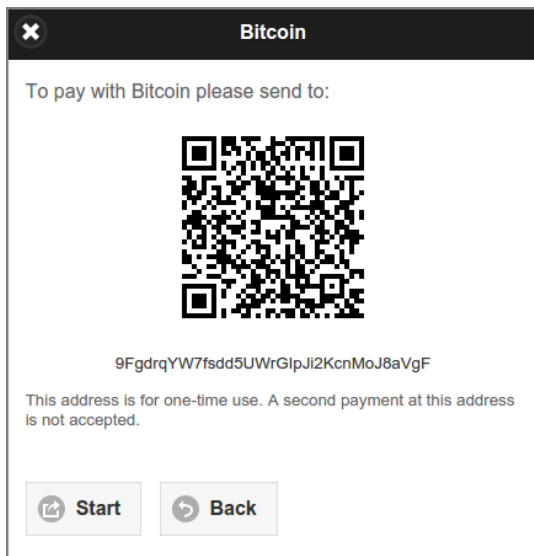 Bitcoin
To pay with Bitcoin please send to:
9FgdrqYW7fsdd5UWrGIpJi2KcnMoJ8aVgF
This address is for one-time use. A second payment at this address
is not accepted.
Start
Back